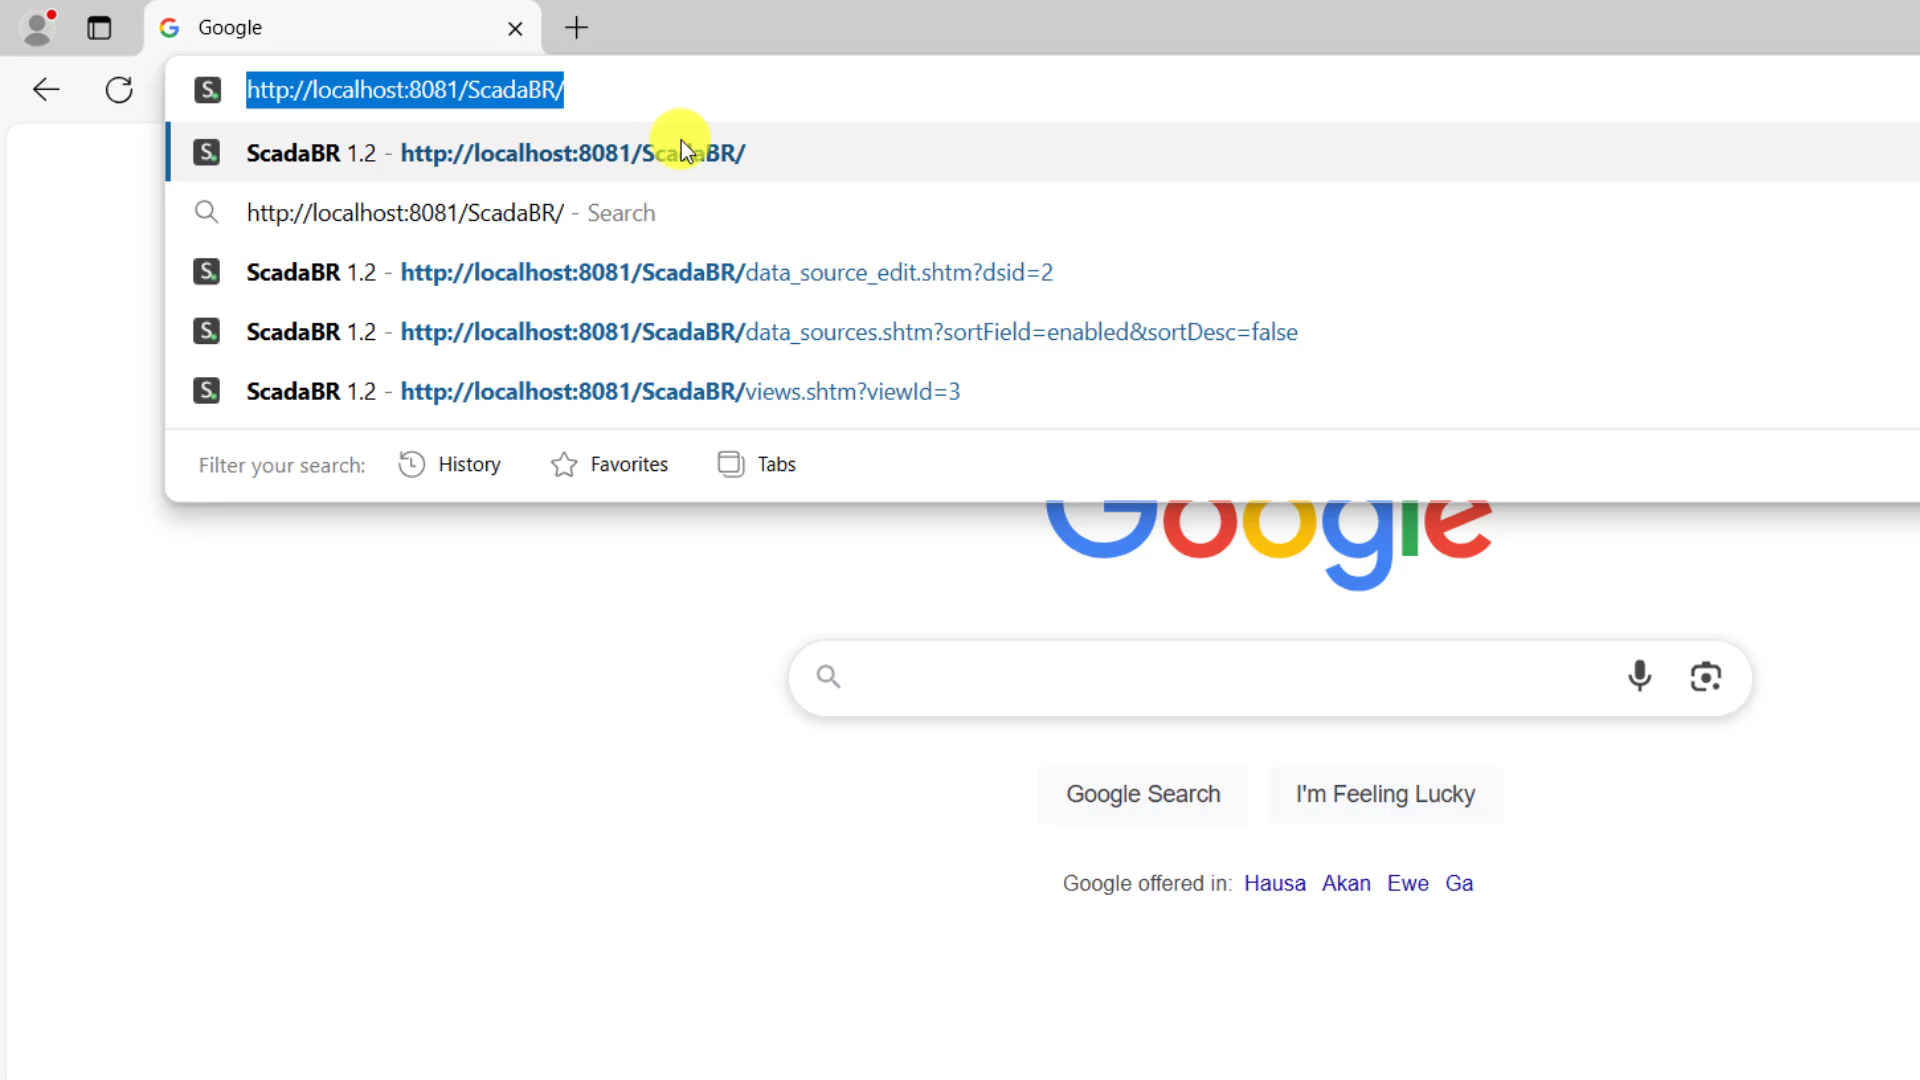 Google
http://localhost:8081/ScadaBR/
ScadaBR 1.2 - http://localhost:8081/ScadaBR/
http://localhost:8081/ScadaBR/ - Search
ScadaBR 1.2 - http://localhost:8081/ScadaBR/data_source_edit.shtm?dsid=2
ScadaBR 1.2 - http://localhost:8081/ScadaBR/data_sources.shtm?sortField=enabled&sortDesc=false
ScadaBR 1.2 - http://localhost:8081/ScadaBR/views.shtm?viewId=3
Filter your search: History Favorites Tabs
Google
Google Search I'm Feeling Lucky
Google offered in: Hausa Akan Ewe Ga